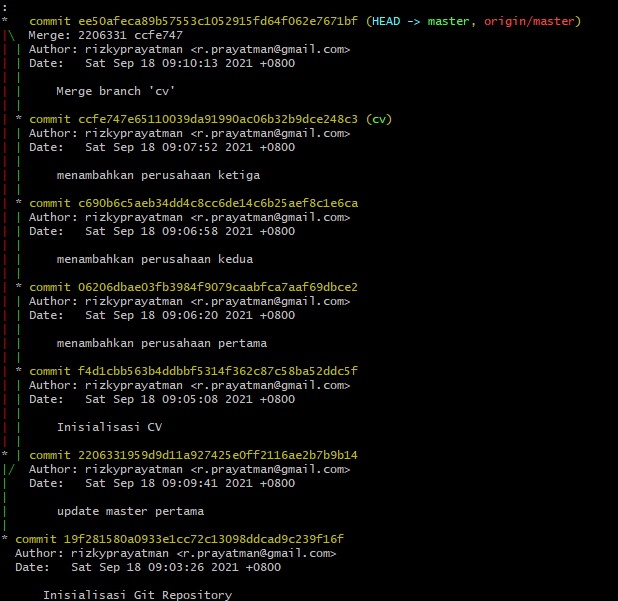 :
*   commit ee50afeca89b57553c1052915fd64f062e7671bf (HEAD -> master, origin/master)
|\  Merge: 2206331 ccfe747
| | Author: rizkyprayatman <r.prayatman@gmail.com>
| | Date:   Sat Sep 18 09:10:13 2021 +0800
| |
| |     Merge branch 'cv'
| |
| * commit ccfe747e65110039da91990ac06b32b9dce248c3 (cv)
| | Author: rizkyprayatman <r.prayatman@gmail.com>
| | Date:   Sat Sep 18 09:07:52 2021 +0800
| |
| |     menambahkan perusahaan ketiga
| |
| * commit c690b6c5aeb34dd4c8cc6de14c6b25aef8c1e6ca
| | Author: rizkyprayatman <r.prayatman@gmail.com>
| | Date:   Sat Sep 18 09:06:58 2021 +0800
| |
| |     menambahkan perusahaan kedua
| |
| * commit 06206dbae03fb3984f9079caabfca7aaf69dbce2
| | Author: rizkyprayatman <r.prayatman@gmail.com>
| | Date:   Sat Sep 18 09:06:20 2021 +0800
| |
| |     menambahkan perusahaan pertama
| |
| * commit f4d1cbb563b4ddbbf5314f362c87c58ba52ddc5f
| | Author: rizkyprayatman <r.prayatman@gmail.com>
| | Date:   Sat Sep 18 09:05:08 2021 +0800
| |
| |     Inisialisasi CV
| |
* | commit 2206331959d9d11a927425e0ff2116ae2b7b9b14
|/  Author: rizkyprayatman <r.prayatman@gmail.com>
|   Date:   Sat Sep 18 09:09:41 2021 +0800
|
|       update master pertama
|
* commit 19f281580a0933e1cc72c13098ddcad9c239f16f
  Author: rizkyprayatman <r.prayatman@gmail.com>
  Date:   Sat Sep 18 09:03:26 2021 +0800

      Inisialisasi Git Repository